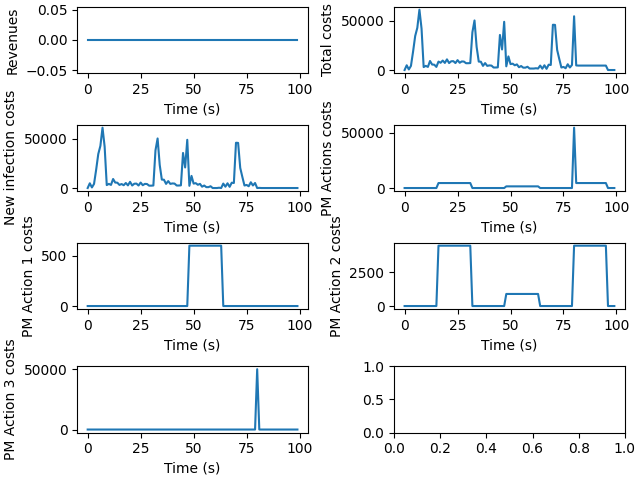 Revenues
0.05
0.00
−0.05
0 25 50 75 100
Time (s)
Total costs
50000
0
0 25 50 75 100
Time (s)
New infection costs
50000
0
0 25 50 75 100
Time (s)
PM Actions costs
50000
0
0 25 50 75 100
Time (s)
PM Action 1 costs
500
0
0 25 50 75 100
Time (s)
PM Action 2 costs
2500
0
0 25 50 75 100
Time (s)
PM Action 3 costs
50000
0
0 25 50 75 100
Time (s)
1.0
0.5
0.0
0.0 0.2 0.4 0.6 0.8 1.0